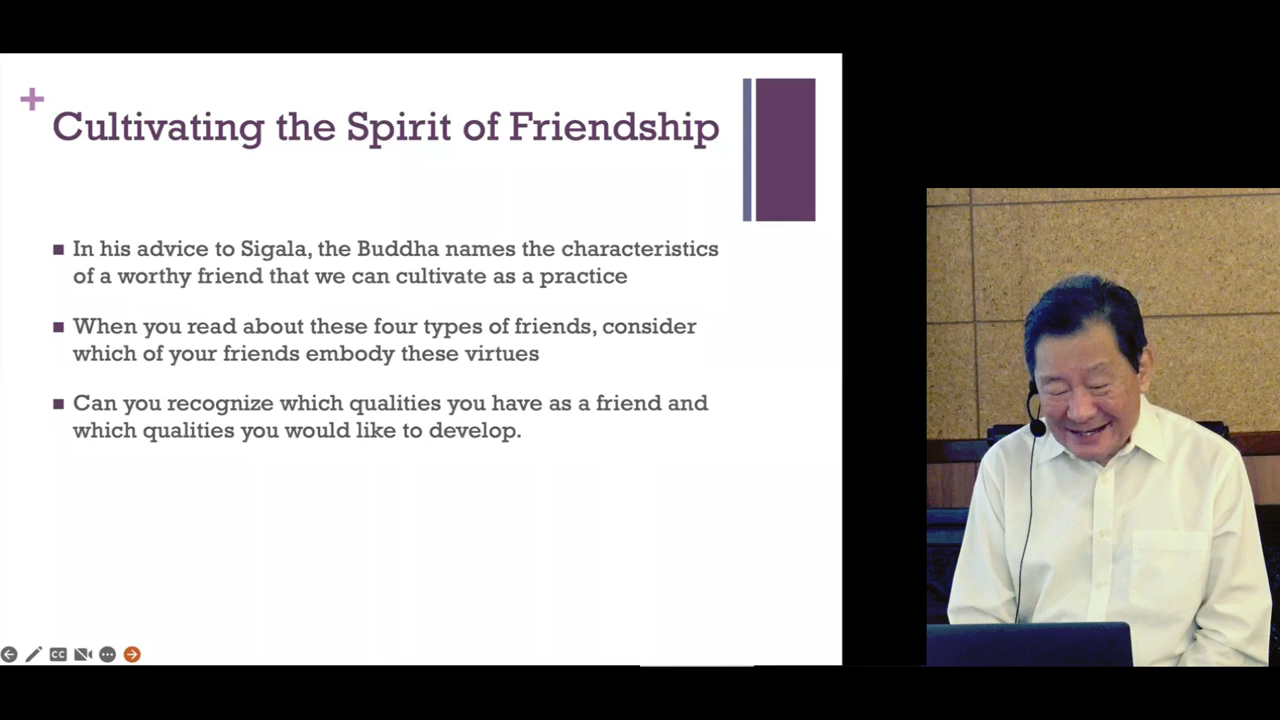 Cultivating the Spirit of Friendship
In his advice to Sigala, the Buddha names the characteristics
of a worthy friend that we can cultivate as a practice
When you read about these four types of friends, consider
which of your friends embody these virtues
Can you recognize which qualities you have as a friend and
which qualities you would like to develop.
CC